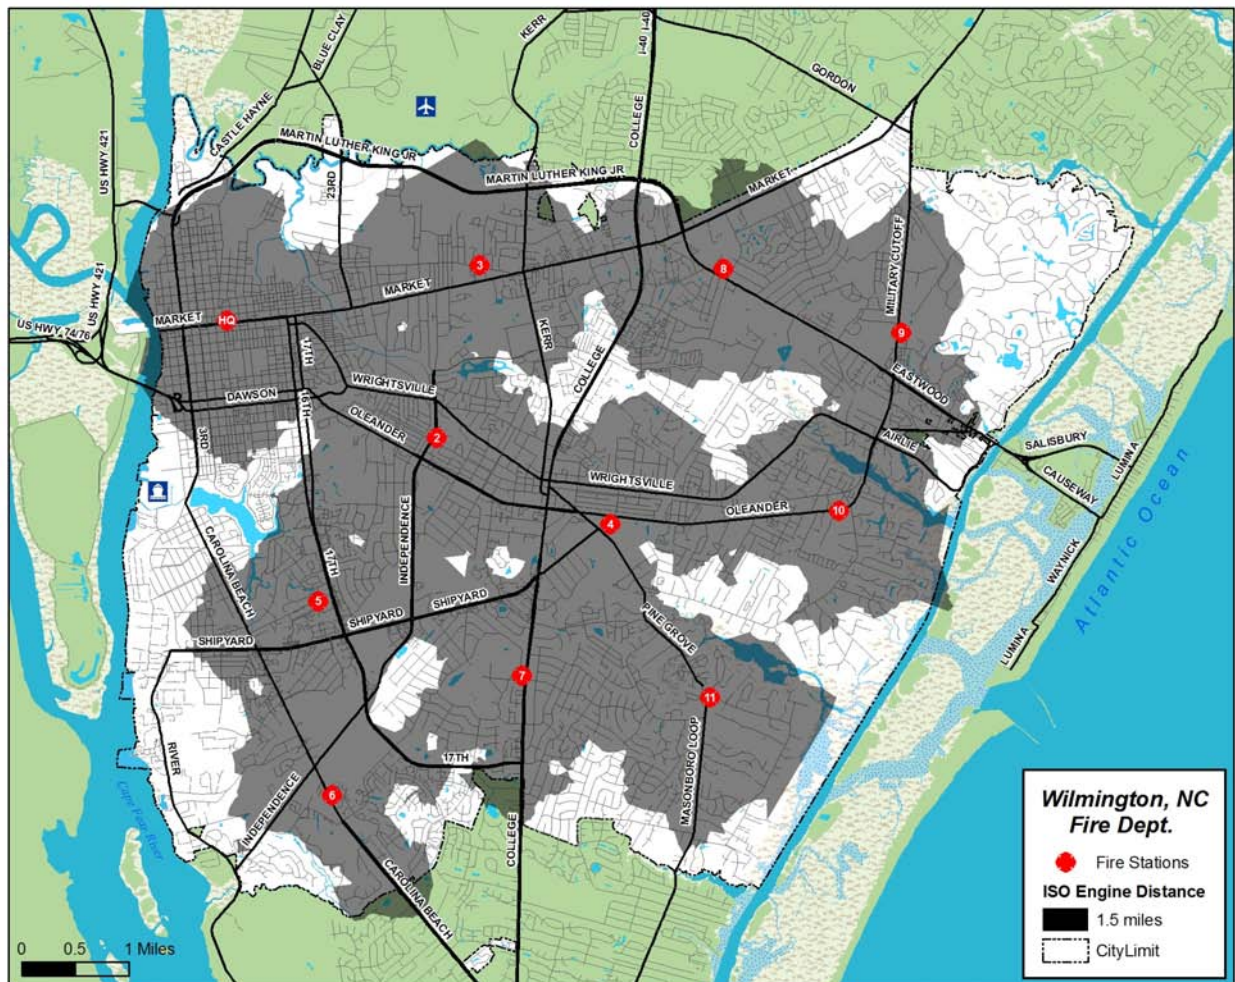 BLUE CLAY
KERR
I-40
I-40
GORDON
CASTLE HAYNE
US HWY 421
MARTIN LUTHER KING JR
COLLEGE
23RD
MARTIN LUTHER KING JR
MARKET
3
8
MARKET
MILITARY CUTOFF
US HWY 421
HQ
MARKET
US HWY 74/76
17TH
KERR
9
COLLEGE
EASTWOOD
WRIGHTSVILLE
DAWSON
16TH
OLEANDER
3RD
2
AIRLIE
SALISBURY
LUMINA
CAUSEWAY
WRIGHTSVILLE
INDEPENDENCE
OLEANDER
10
4
Atlantic Ocean
WAYNICK
CAROLINA BEACH
17TH
5
SHIPYARD
SHIPYARD
SHIPYARD
PINE GROVE
LUMINA
7
11
RIVER
17TH
MASONBORO LOOP
Cape Fear River
INDEPENDENCE
6
COLLEGE
CAROLINA BEACH
Wilmington, NC
Fire Dept.
Fire Stations
ISO Engine Distance
1.5 miles
CityLimit
0 0.5 1 Miles